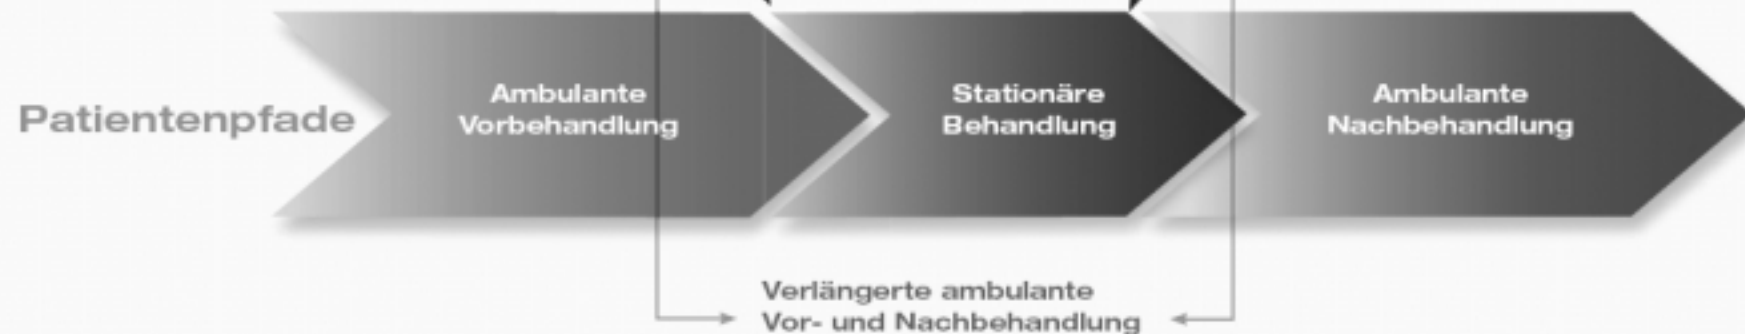 Patientenpfade
Ambulante
Vorbehandlung
Stationäre
Behandlung
Ambulante
Nachbehandlung
Verlängerte ambulante
Vor- und Nachbehandlung